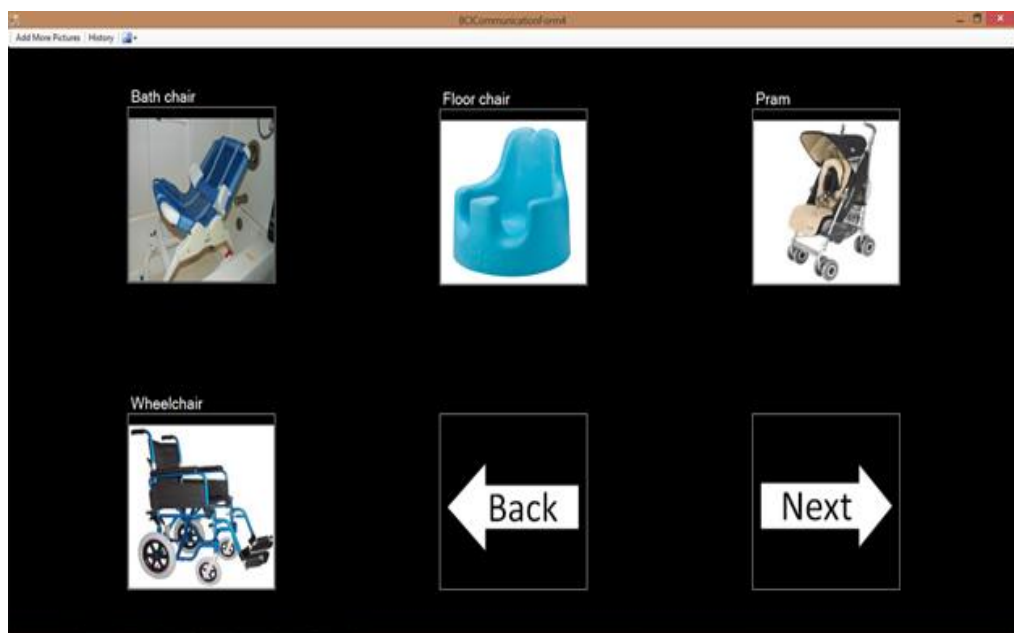 BCICommunicationForm4
Add More Pictures History
Bath chair
Floor chair
Pram
Wheelchair
Back
Next